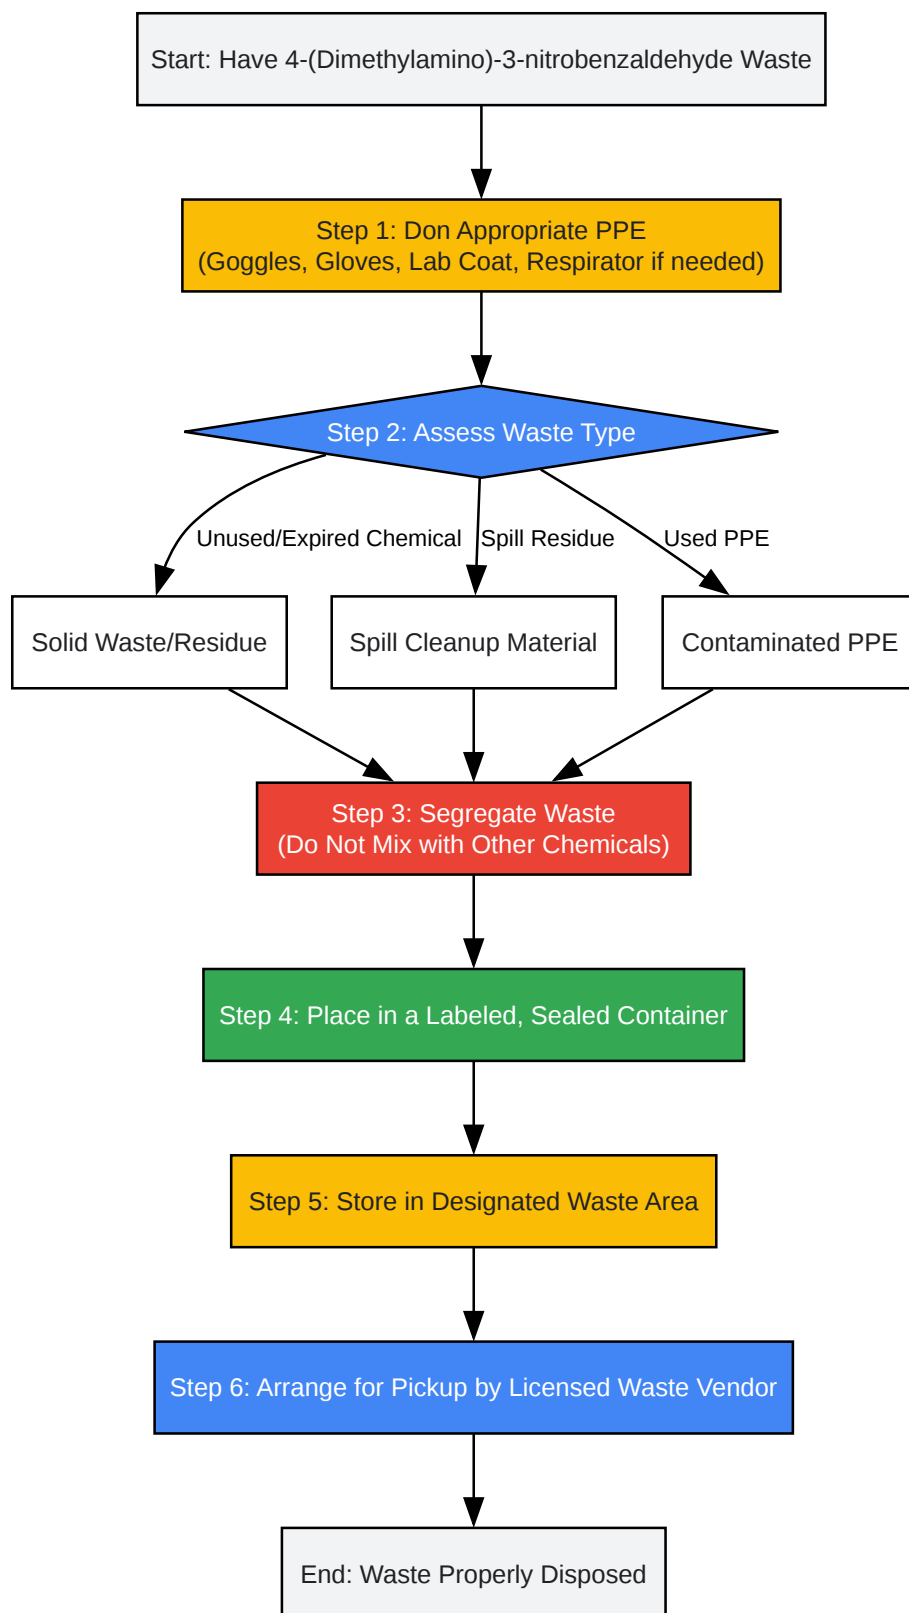 Start: Have 4-(Dimethylamino)-3-nitrobenzaldehyde Waste
Step 1: Don Appropriate PPE
(Goggles, Gloves, Lab Coat, Respirator if needed)
Step 2: Assess Waste Type
Unused/Expired Chemical
Spill Residue
Used PPE
Solid Waste/Residue
Spill Cleanup Material
Contaminated PPE
Step 3: Segregate Waste
(Do Not Mix with Other Chemicals)
Step 4: Place in a Labeled, Sealed Container
Step 5: Store in Designated Waste Area
Step 6: Arrange for Pickup by Licensed Waste Vendor
End: Waste Properly Disposed